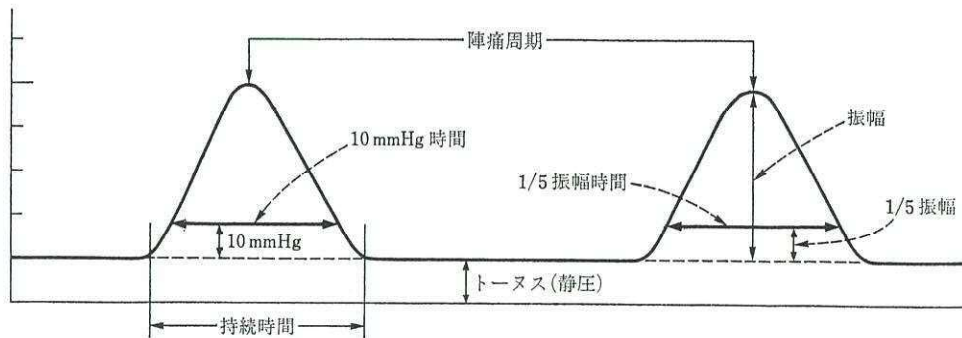 陣痛周期
10 mmHg 時間
振幅
1/5 振幅時間
1/5 振幅
10 mmHg
トーヌス(静圧)
持続時間